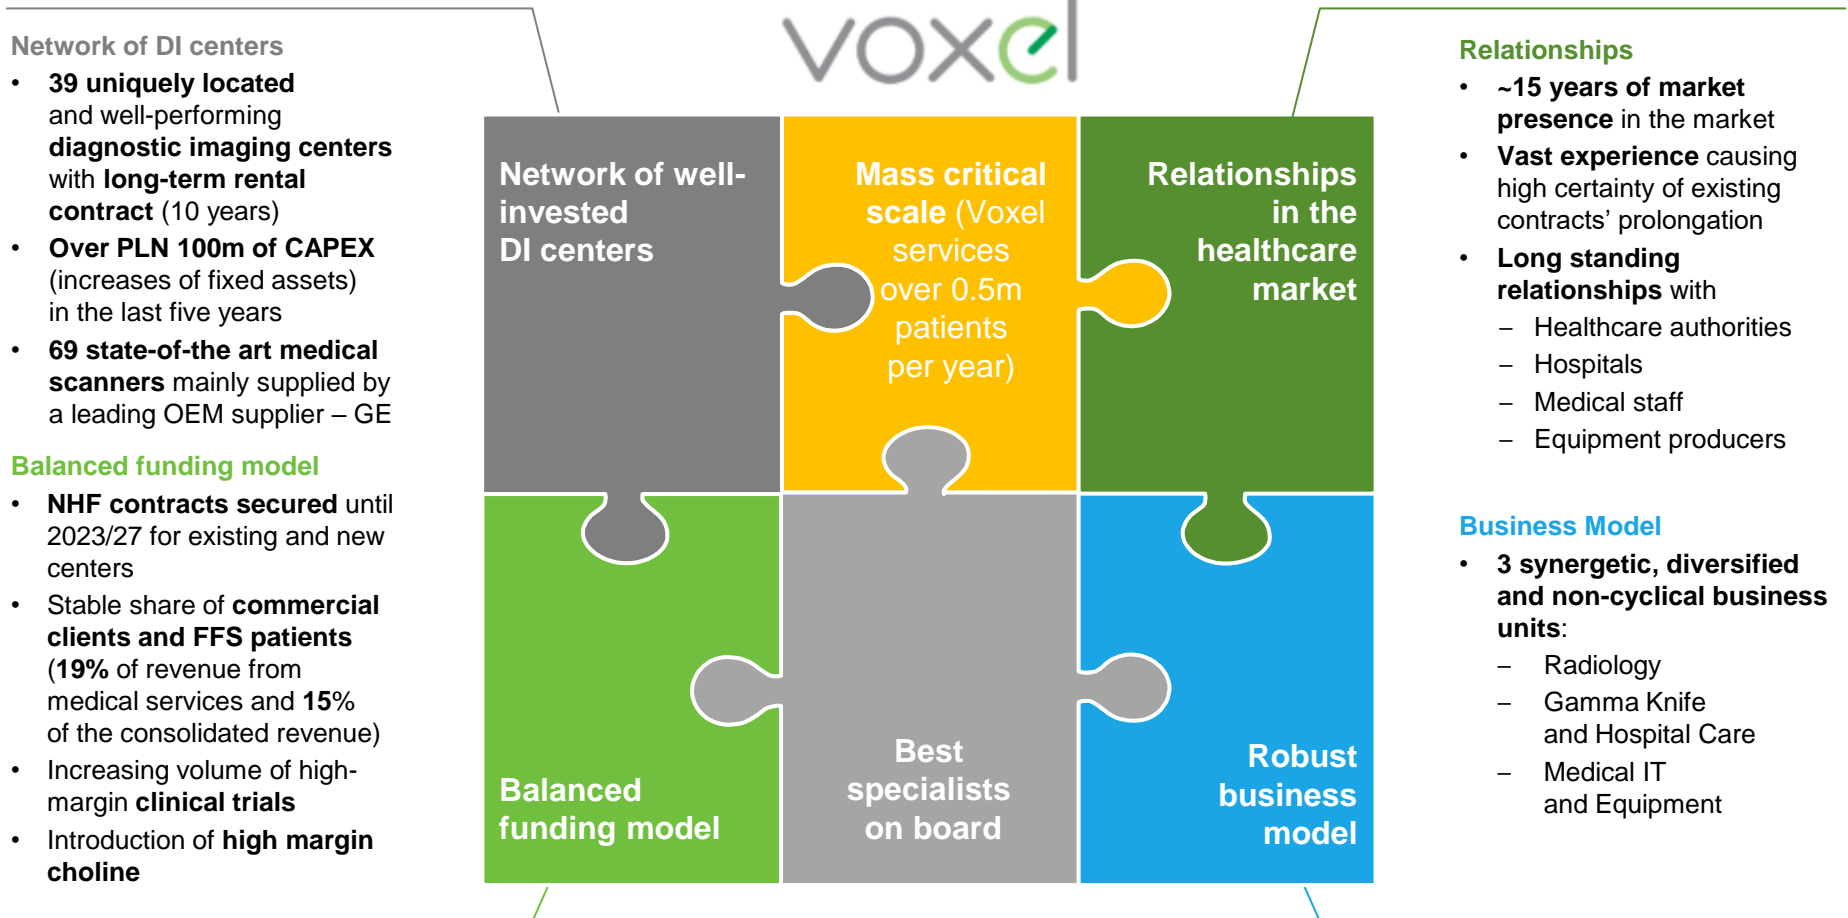 voxel
Network of DI centers
• 39 uniquely located
and well-performing
diagnostic imaging centers
with long-term rental
contract (10 years)
• Over PLN 100m of CAPEX
(increases of fixed assets)
in the last five years
• 69 state-of-the art medical
scanners mainly supplied by
a leading OEM supplier – GE
Balanced funding model
• NHF contracts secured until
2023/27 for existing and new
centers
• Stable share of commercial
clients and FFS patients
(19% of revenue from
medical services and 15%
of the consolidated revenue)
• Increasing volume of high-
margin clinical trials
• Introduction of high margin
choline
Network of well-
invested
DI centers
Mass critical
scale (Voxel
services
over 0.5m
patients
per year)
Relationships
in the
healthcare
market
Balanced
funding model
Best
specialists
on board
Robust
business
model
Relationships
• ~15 years of market
presence in the market
• Vast experience causing
high certainty of existing
contracts’ prolongation
• Long standing
relationships with
– Healthcare authorities
– Hospitals
– Medical staff
– Equipment producers
Business Model
• 3 synergetic, diversified
and non-cyclical business
units:
– Radiology
– Gamma Knife
and Hospital Care
– Medical IT
and Equipment